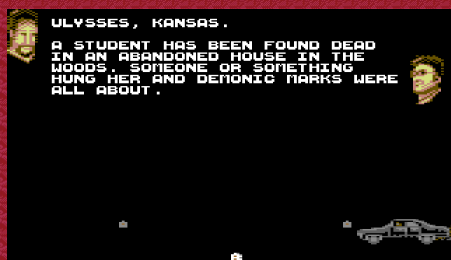 ULYSSES, KANSAS.
A STUDENT HAS BEEN FOUND DEAD
IN AN ABANDONED HOUSE IN THE
WOODS. SOMEONE OR SOMETHING
HUNG HER AND DEMONIC MARKS WERE
ALL ABOUT.